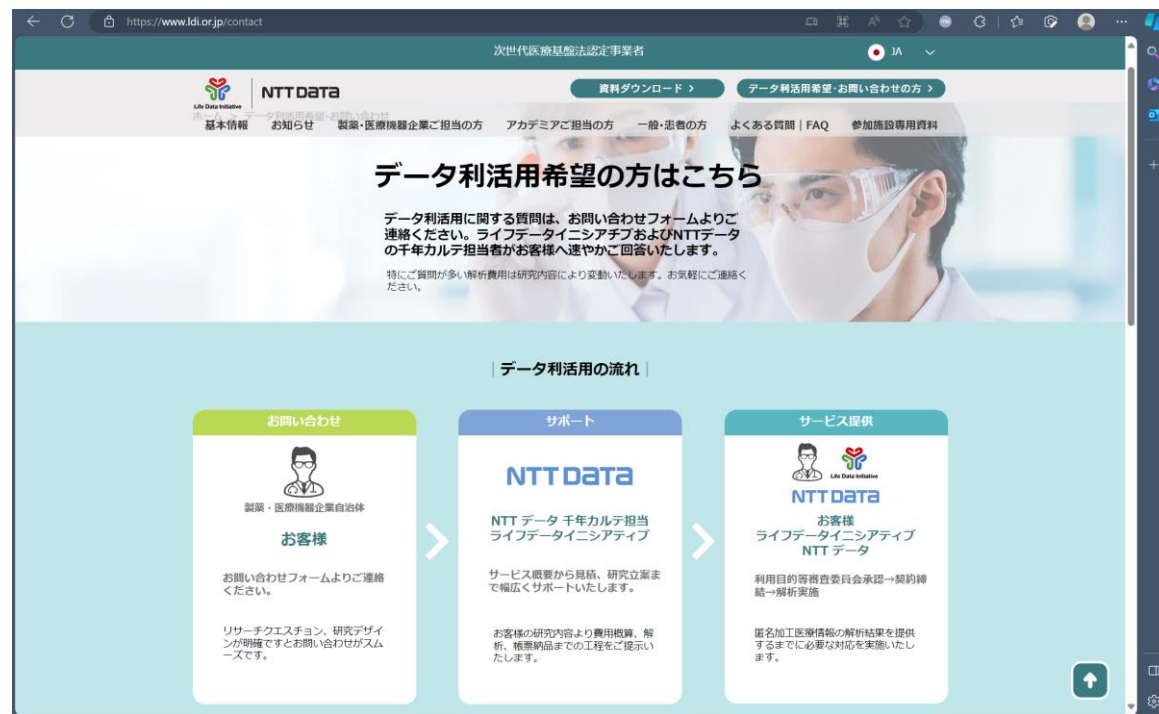 https://www.ldi.or.jp/contact
次世代医療基盤法認定事業者
JA
Life Data Initiative
NTT DATA
資料ダウンロード >
データ利活用希望・お問い合わせの方 >
ホーム > データ利活用希望・お問い合わせ
基本情報 お知らせ 製薬・医療機器企業ご担当の方 アカデミアご担当の方 一般・患者の方 よくある質問 | FAQ 参加施設専用資料
データ利活用希望の方はこちら
データ利活用に関する質問は、お問い合わせフォームよりご
連絡ください。ライフデータイニシアチブおよびNTTデータ
の千年カルテ担当者がお客様へ速やかご回答いたします。
特にご質問が多い解析費用は研究内容により変動いたします。お気軽にご連絡く
ださい。
データ利活用の流れ
お問い合わせ
製薬・医療機器企業自治体
お客様
お問い合わせフォームよりご連絡
ください。
リサーチクエスチョン、研究デザイ
ンが明確ですとお問い合わせがスム
ーズです。
サポート
NTT DATA
NTT データ 千年カルテ担当
ライフデータイニシアティブ
サービス概要から見積、研究立案ま
で幅広くサポートいたします。
お客様の研究内容より費用概算、解
析、帳票納品までの工程をご提示い
たします。
サービス提供
Life Data Initiative
NTT DATA
お客様
ライフデータイニシアティブ
NTT データ
利用目的等審査委員会承認→契約締
結→解析実施
匿名加工医療情報の解析結果を提供
するまでに必要な対応を実施いたし
ます。